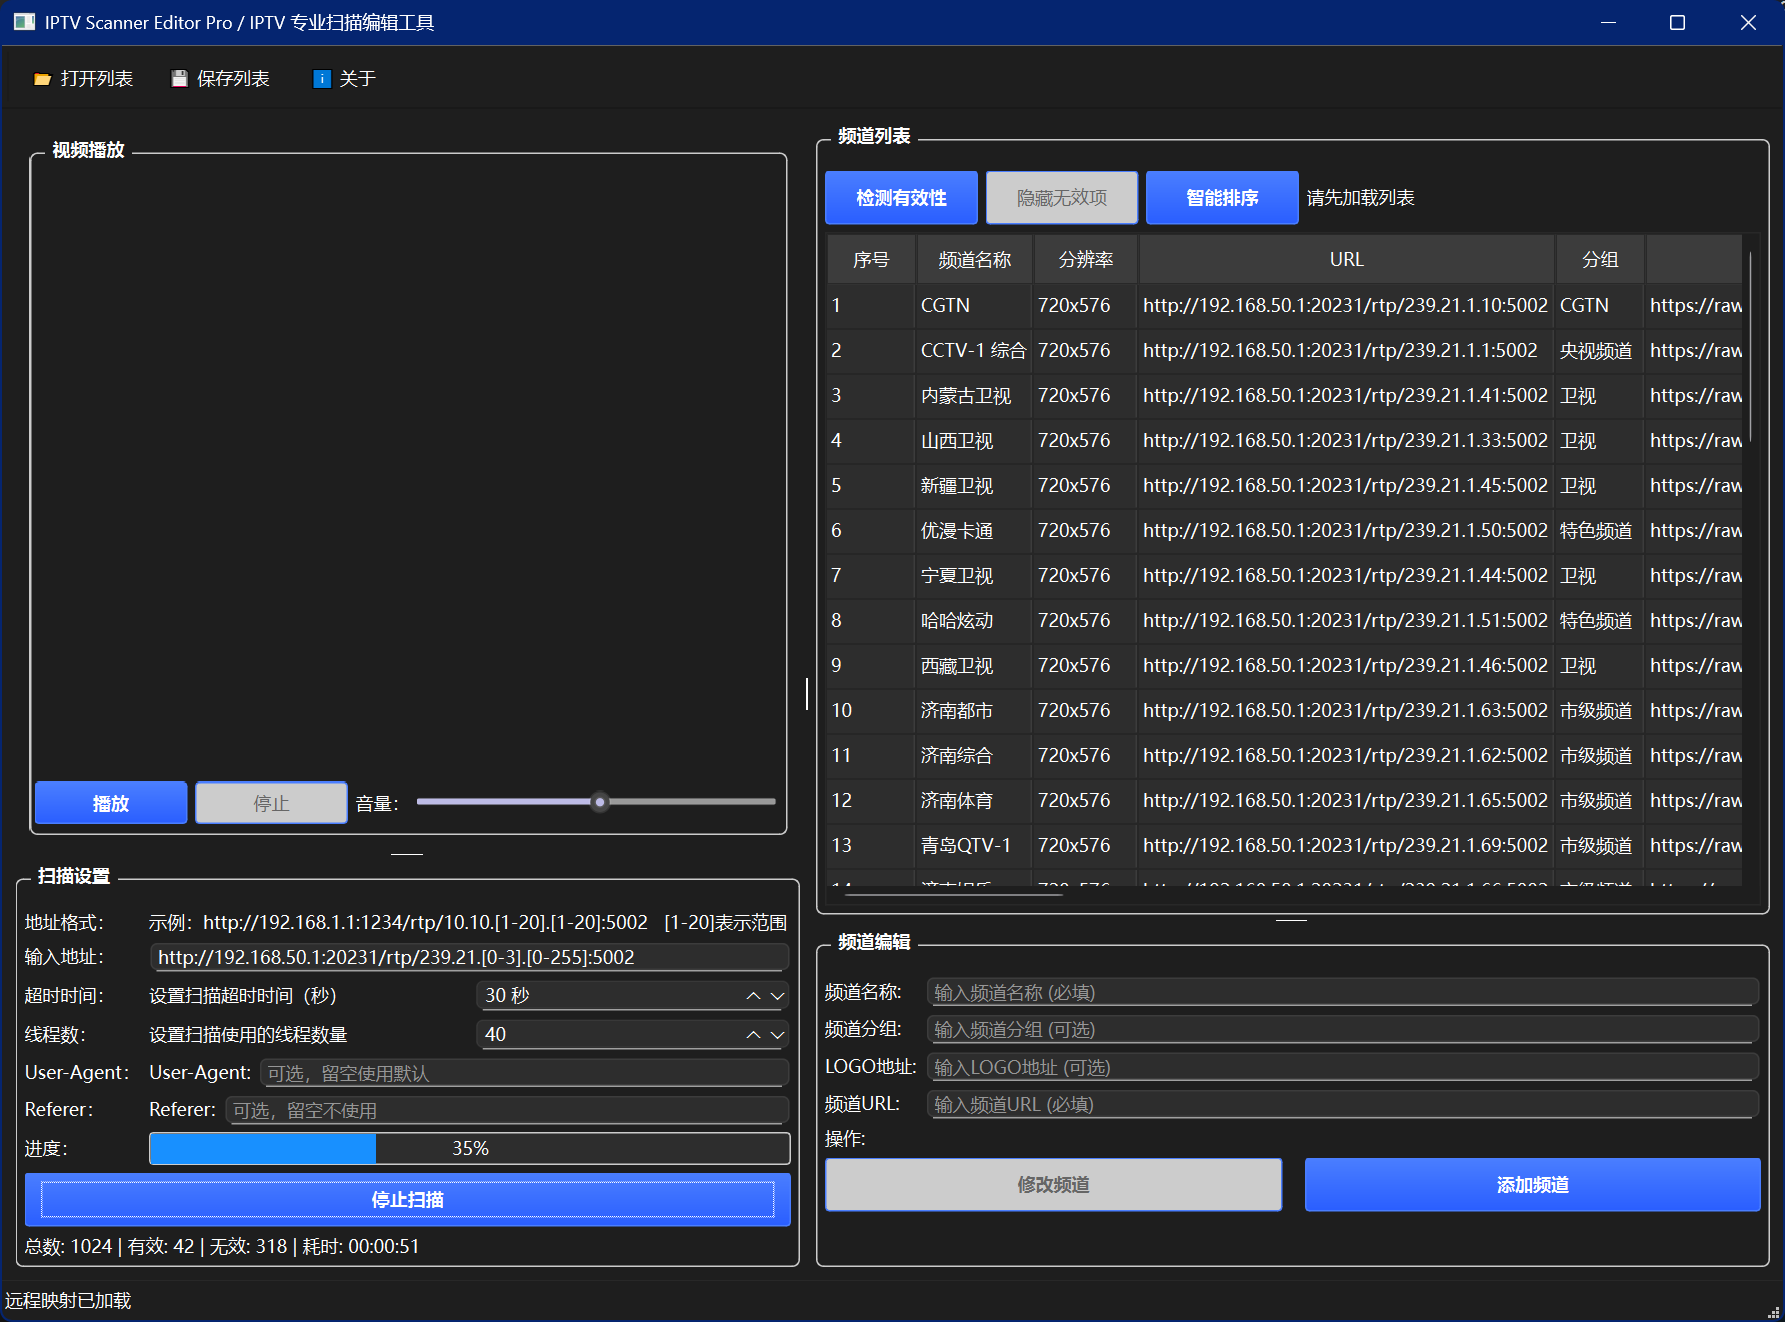 IPTV Scanner Editor Pro / IPTV 专业扫描编辑工具
打开列表 保存列表 关于
视频播放
播放 停止 音量：
扫描设置
地址格式： 示例：http://192.168.1.1:1234/rtp/10.10.[1-20].[1-20]:5002 [1-20]表示范围
输入地址： http://192.168.50.1:20231/rtp/239.21.[0-3].[0-255]:5002
超时时间： 设置扫描超时时间（秒） 30 秒
线程数： 设置扫描使用的线程数量 40
User-Agent： User-Agent: 可选，留空使用默认
Referer： Referer: 可选，留空不使用
进度： 35%
停止扫描
总数: 1024 | 有效: 42 | 无效: 318 | 耗时: 00:00:51
频道列表
检测有效性 隐藏无效项 智能排序 请先加载列表
序号 频道名称 分辨率 URL 分组
1 CGTN 720x576 http://192.168.50.1:20231/rtp/239.21.1.10:5002 CGTN https://raw
2 CCTV-1 综合 720x576 http://192.168.50.1:20231/rtp/239.21.1.1:5002 央视频道 https://raw
3 内蒙古卫视 720x576 http://192.168.50.1:20231/rtp/239.21.1.41:5002 卫视 https://raw
4 山西卫视 720x576 http://192.168.50.1:20231/rtp/239.21.1.33:5002 卫视 https://raw
5 新疆卫视 720x576 http://192.168.50.1:20231/rtp/239.21.1.45:5002 卫视 https://raw
6 优漫卡通 720x576 http://192.168.50.1:20231/rtp/239.21.1.50:5002 特色频道 https://raw
7 宁夏卫视 720x576 http://192.168.50.1:20231/rtp/239.21.1.44:5002 卫视 https://raw
8 哈哈炫动 720x576 http://192.168.50.1:20231/rtp/239.21.1.51:5002 特色频道 https://raw
9 西藏卫视 720x576 http://192.168.50.1:20231/rtp/239.21.1.46:5002 卫视 https://raw
10 济南都市 720x576 http://192.168.50.1:20231/rtp/239.21.1.63:5002 市级频道 https://raw
11 济南综合 720x576 http://192.168.50.1:20231/rtp/239.21.1.62:5002 市级频道 https://raw
12 济南体育 720x576 http://192.168.50.1:20231/rtp/239.21.1.65:5002 市级频道 https://raw
13 青岛QTV-1 720x576 http://192.168.50.1:20231/rtp/239.21.1.69:5002 市级频道 https://raw
频道编辑
频道名称: 输入频道名称 (必填)
频道分组: 输入频道分组 (可选)
LOGO地址: 输入LOGO地址 (可选)
频道URL: 输入频道URL (必填)
操作:
修改频道 添加频道
远程映射已加载